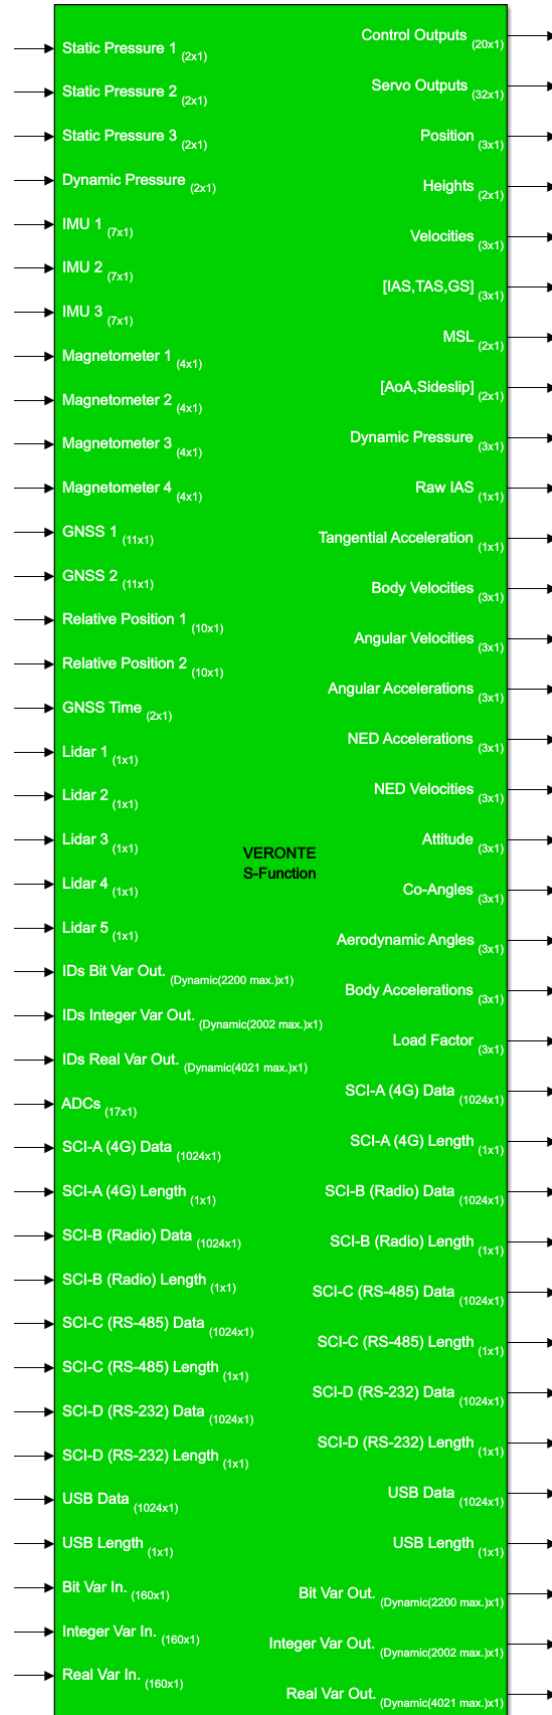 Static Pressure 1 (2x1)
Static Pressure 2 (2x1)
Static Pressure 3 (2x1)
Dynamic Pressure (2x1)
IMU 1 (7x1)
IMU 2 (7x1)
IMU 3 (7x1)
Magnetometer 1 (4x1)
Magnetometer 2 (4x1)
Magnetometer 3 (4x1)
Magnetometer 4 (4x1)
GNSS 1 (11x1)
GNSS 2 (11x1)
Relative Position 1 (10x1)
Relative Position 2 (10x1)
GNSS Time (2x1)
Lidar 1 (1x1)
Lidar 2 (1x1)
Lidar 3 (1x1)
Lidar 4 (1x1)
Lidar 5 (1x1)
IDs Bit Var Out. (Dynamic(2200 max.)x1)
IDs Integer Var Out. (Dynamic(2002 max.)x1)
IDs Real Var Out. (Dynamic(4021 max.)x1)
ADCs (17x1)
SCI-A (4G) Data (1024x1)
SCI-A (4G) Length (1x1)
SCI-B (Radio) Data (1024x1)
SCI-B (Radio) Length (1x1)
SCI-C (RS-485) Data (1024x1)
SCI-C (RS-485) Length (1x1)
SCI-D (RS-232) Data (1024x1)
SCI-D (RS-232) Length (1x1)
USB Data (1024x1)
USB Length (1x1)
Bit Var In. (160x1)
Integer Var In. (160x1)
Real Var In. (160x1)
VERONTE
S-Function
Control Outputs (20x1)
Servo Outputs (32x1)
Position (3x1)
Heights (2x1)
Velocities (3x1)
[IAS,TAS,GS] (3x1)
MSL (2x1)
[AoA,Sideslip] (2x1)
Dynamic Pressure (3x1)
Raw IAS (1x1)
Tangential Acceleration (1x1)
Body Velocities (3x1)
Angular Velocities (3x1)
Angular Accelerations (3x1)
NED Accelerations (3x1)
NED Velocities (3x1)
Attitude (3x1)
Co-Angles (3x1)
Aerodynamic Angles (3x1)
Body Accelerations (3x1)
Load Factor (3x1)
SCI-A (4G) Data (1024x1)
SCI-A (4G) Length (1x1)
SCI-B (Radio) Data (1024x1)
SCI-B (Radio) Length (1x1)
SCI-C (RS-485) Data (1024x1)
SCI-C (RS-485) Length (1x1)
SCI-D (RS-232) Data (1024x1)
SCI-D (RS-232) Length (1x1)
USB Data (1024x1)
USB Length (1x1)
Bit Var Out. (Dynamic(2200 max.)x1)
Integer Var Out. (Dynamic(2002 max.)x1)
Real Var Out. (Dynamic(4021 max.)x1)